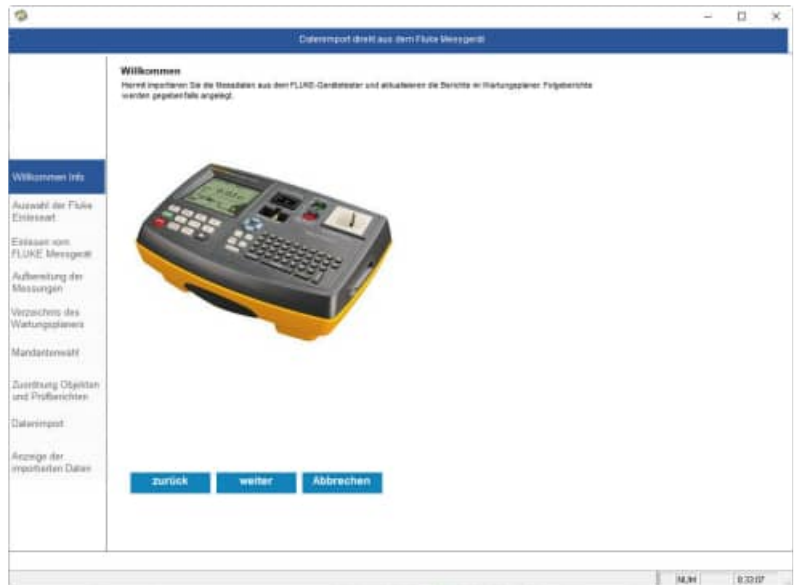 Datenimport direkt aus dem Fluke Messgerät
Willkommen
Hiermit importieren Sie die Messdaten aus dem FLUKE-Gerätetester und aktualisieren die Berichte im Wartungsplaner. Folgeberichte
werden gegebenfalls angelegt.
Willkommen Info
Auswahl der Fluke
Einleseart
Einlesen vom
FLUKE Messgerät
Aufbereitung der
Messungen
Verzeichnis des
Wartungsplaners
Mandantenwahl
Zuordnung Objekten
und Prüfberichten
Datenimport
Anzeige der
importierten Daten
zurück weiter Abbrechen
NUM 8:33:07